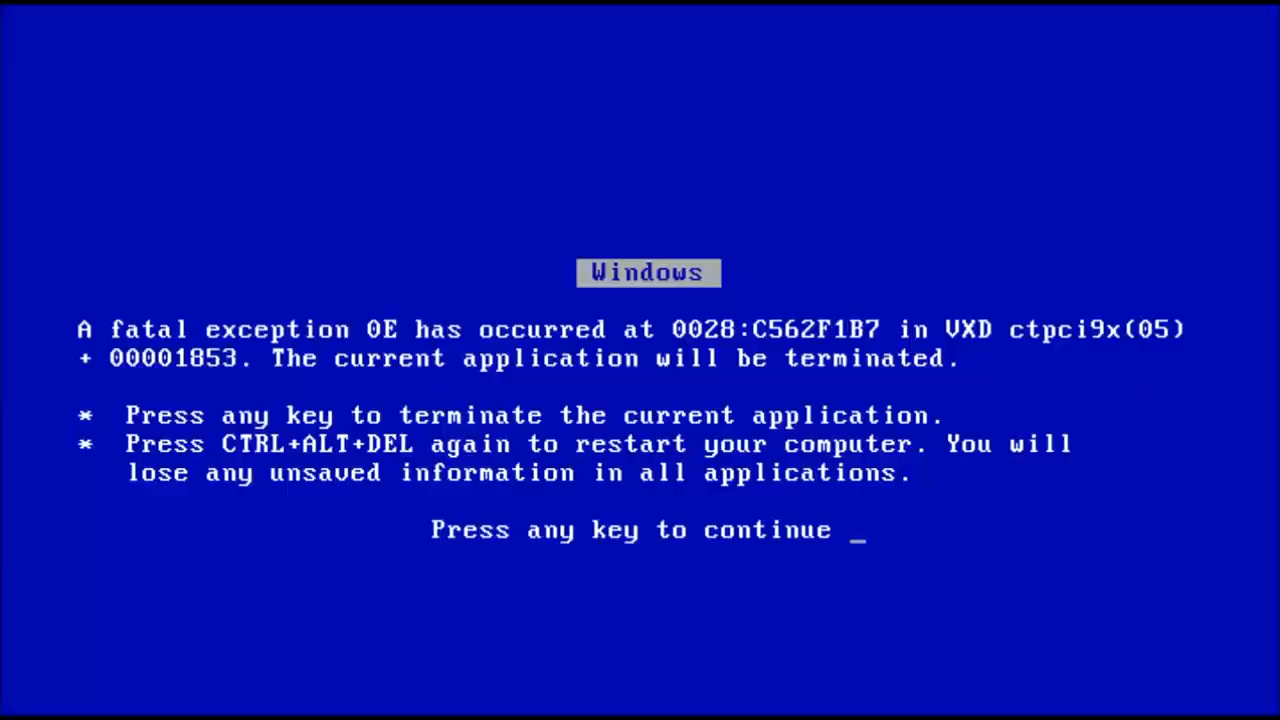 Windows
A fatal exception 0E has occurred at 0028:C562F1B7 in VXD ctpci9x(05)
+ 00001853. The current application will be terminated.
* Press any key to terminate the current application.
* Press CTRL+ALT+DEL again to restart your computer. You will
lose any unsaved information in all applications.
Press any key to continue _